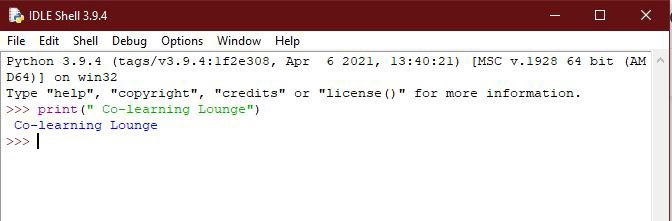 IDLE Shell 3.9.4
File Edit Shell Debug Options Window Help
Python 3.9.4 (tags/v3.9.4:1f2e308, Apr  6 2021, 13:40:21) [MSC v.1928 64 bit (AM
D64)] on win32
Type "help", "copyright", "credits" or "license()" for more information.
>>> print(" Co-learning Lounge")
 Co-learning Lounge
>>>